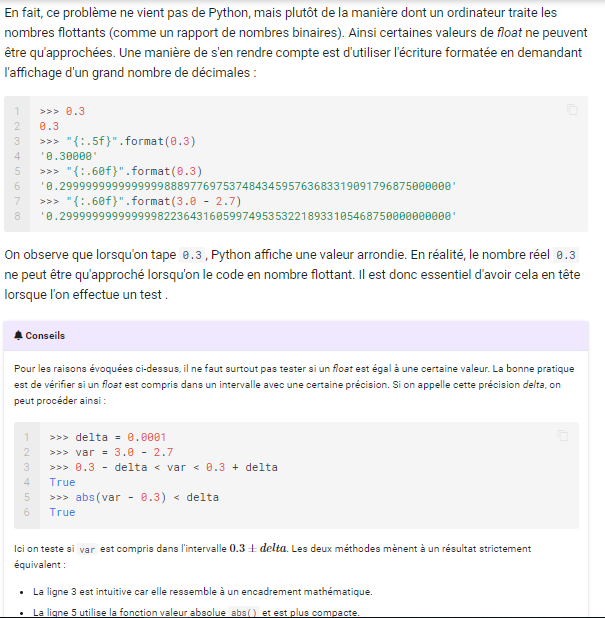 En fait, ce problème ne vient pas de Python, mais plutôt de la manière dont un ordinateur traite les
nombres flottants (comme un rapport de nombres binaires). Ainsi certaines valeurs de float ne peuvent
être qu'approchées. Une manière de s'en rendre compte est d'utiliser l'écriture formatée en demandant
l'affichage d'un grand nombre de décimales :
1 >>> 0.3
2 0.3
3 >>> "{:.5f}".format(0.3)
4 '0.30000'
5 >>> "{:.60f}".format(0.3)
6 '0.299999999999999988897769753748434595763683319091796875000000'
7 >>> "{:.60f}".format(3.0 - 2.7)
8 '0.299999999999999822364316059974953532218933105468750000000000'
On observe que lorsqu'on tape 0.3, Python affiche une valeur arrondie. En réalité, le nombre réel 0.3
ne peut être qu'approché lorsqu'on le code en nombre flottant. Il est donc essentiel d'avoir cela en tête
lorsque l'on effectue un test .
Conseils
Pour les raisons évoquées ci-dessus, il ne faut surtout pas tester si un float est égal à une certaine valeur. La bonne pratique
est de vérifier si un float est compris dans un intervalle avec une certaine précision. Si on appelle cette précision delta, on
peut procéder ainsi :
1 >>> delta = 0.0001
2 >>> var = 3.0 - 2.7
3 >>> 0.3 - delta < var < 0.3 + delta
4 True
5 >>> abs(var - 0.3) < delta
6 True
Ici on teste si var est compris dans l'intervalle 0.3 ± delta. Les deux méthodes mènent à un résultat strictement
équivalent :
• La ligne 3 est intuitive car elle ressemble à un encadrement mathématique.
• La ligne 5 utilise la fonction valeur absolue abs() et est plus compacte.